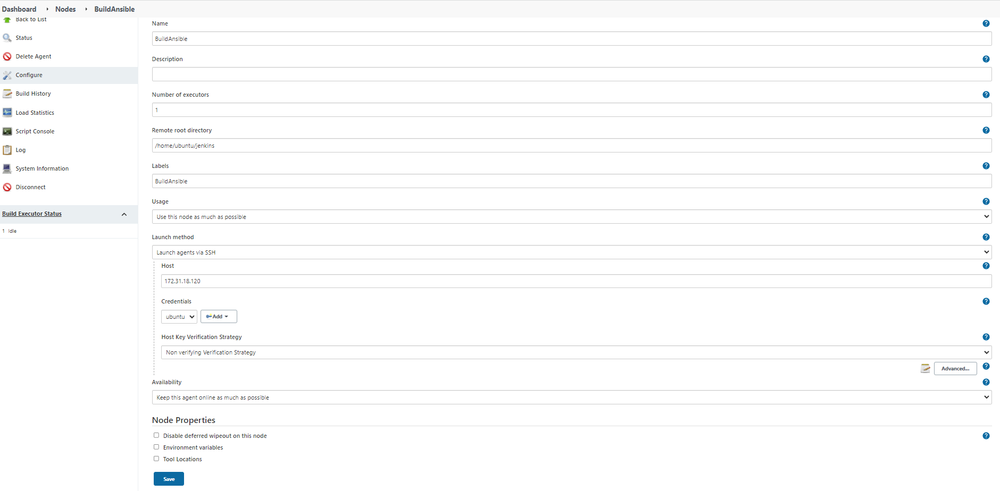 Dashboard
Nodes
BuildAnsible
Back to List
Status
Delete Agent
Configure
Build History
Load Statistics
Script Console
Log
System Information
Disconnect
Build Executor Status
1 Idle
Name
BuildAnsible
Description
Number of executors
1
Remote root directory
/home/ubuntu/jenkins
Labels
BuildAnsible
Usage
Use this node as much as possible
Launch method
Launch agents via SSH
Host
172.31.18.120
Credentials
ubuntu
Add
Host Key Verification Strategy
Non verifying Verification Strategy
Advanced...
Availability
Keep this agent online as much as possible
Node Properties
Disable deferred wipeout on this node
Environment variables
Tool Locations
Save